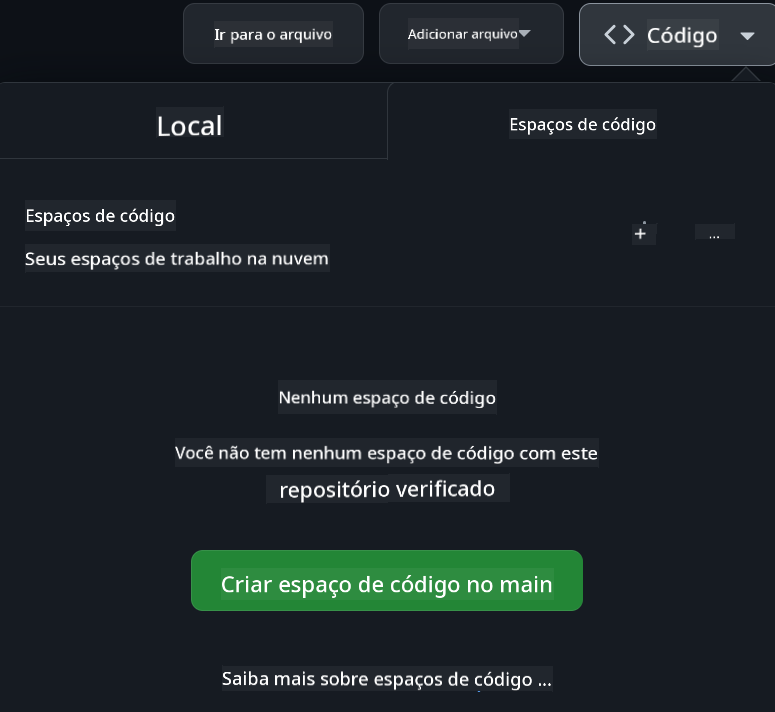 Ir para o arquivo
Adicionar arquivo
<> Código
Local
Espaços de código
Espaços de código
+
...
Seus espaços de trabalho na nuvem
Nenhum espaço de código
Você não tem nenhum espaço de código com este
repositório verificado
Criar espaço de código no main
Saiba mais sobre espaços de código ...